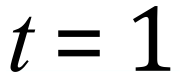 t = 1